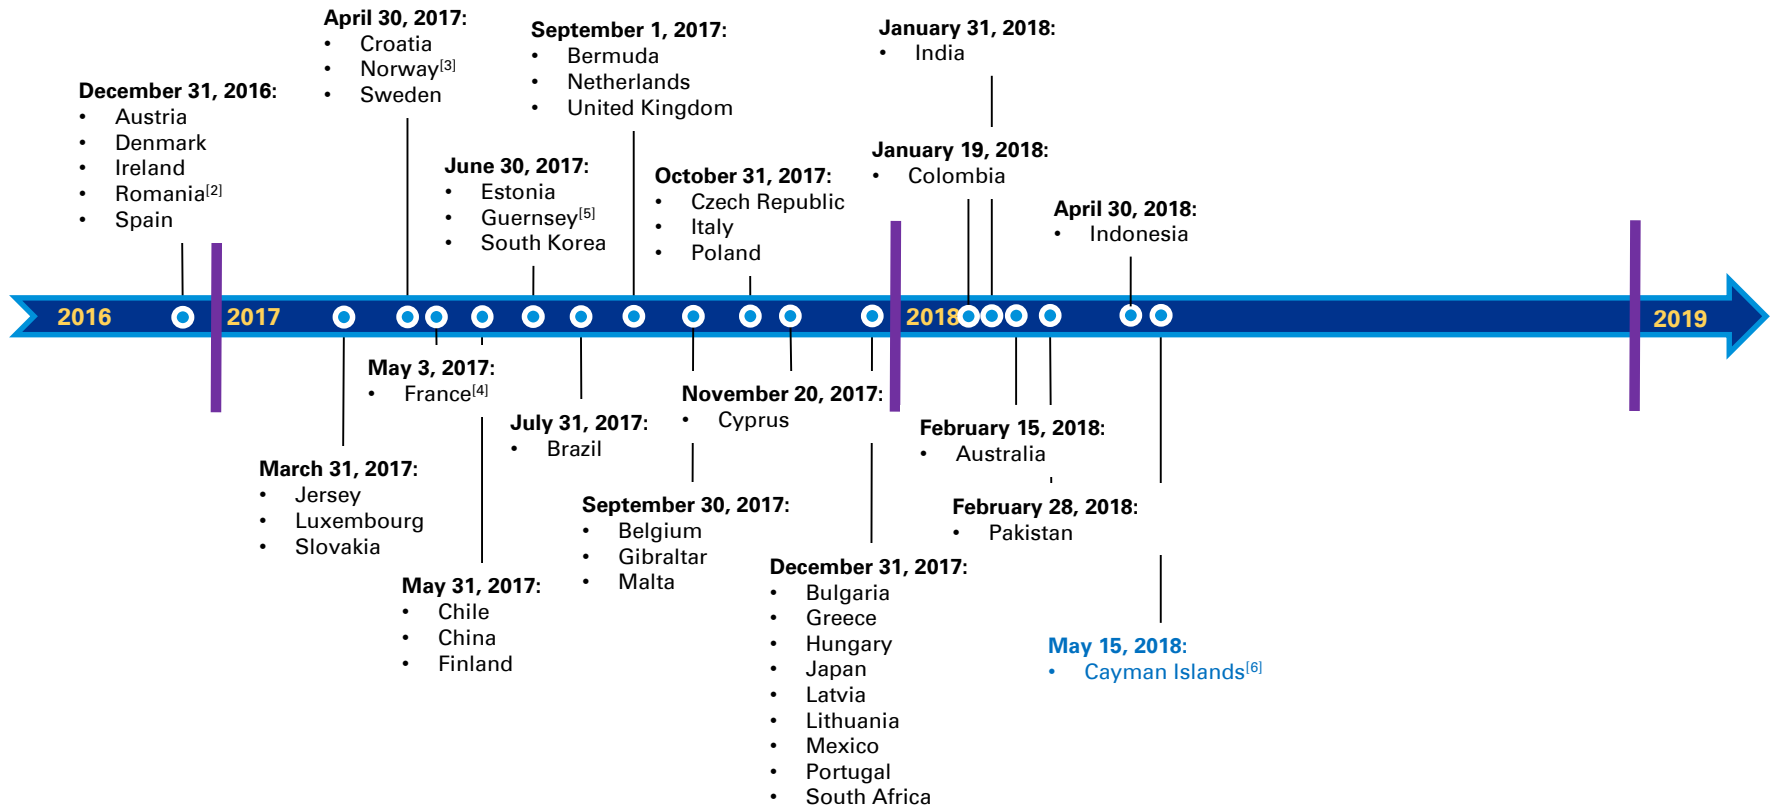 December 31, 2016:
• Austria
• Denmark
• Ireland
• Romania[2]
• Spain
April 30, 2017:
• Croatia
• Norway[3]
• Sweden
June 30, 2017:
• Estonia
• Guernsey[5]
• South Korea
September 1, 2017:
• Bermuda
• Netherlands
• United Kingdom
October 31, 2017:
• Czech Republic
• Italy
• Poland
January 31, 2018:
• India
January 19, 2018:
• Colombia
April 30, 2018:
• Indonesia
2016
2017
2018
2019
March 31, 2017:
• Jersey
• Luxembourg
• Slovakia
May 3, 2017:
• France[4]
May 31, 2017:
• Chile
• China
• Finland
July 31, 2017:
• Brazil
September 30, 2017:
• Belgium
• Gibraltar
• Malta
November 20, 2017:
• Cyprus
December 31, 2017:
• Bulgaria
• Greece
• Hungary
• Japan
• Latvia
• Lithuania
• Mexico
• Portugal
• South Africa
February 15, 2018:
• Australia
February 28, 2018:
• Pakistan
May 15, 2018:
• Cayman Islands[6]